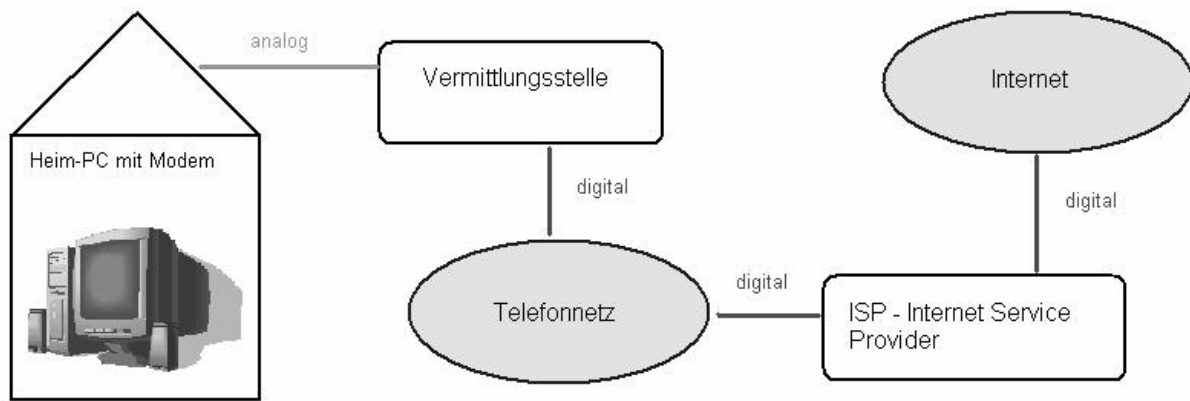 analog
Vermittlungsstelle
Internet
Heim-PC mit Modem
digital
digital
Telefonnetz
digital
ISP - Internet Service
Provider